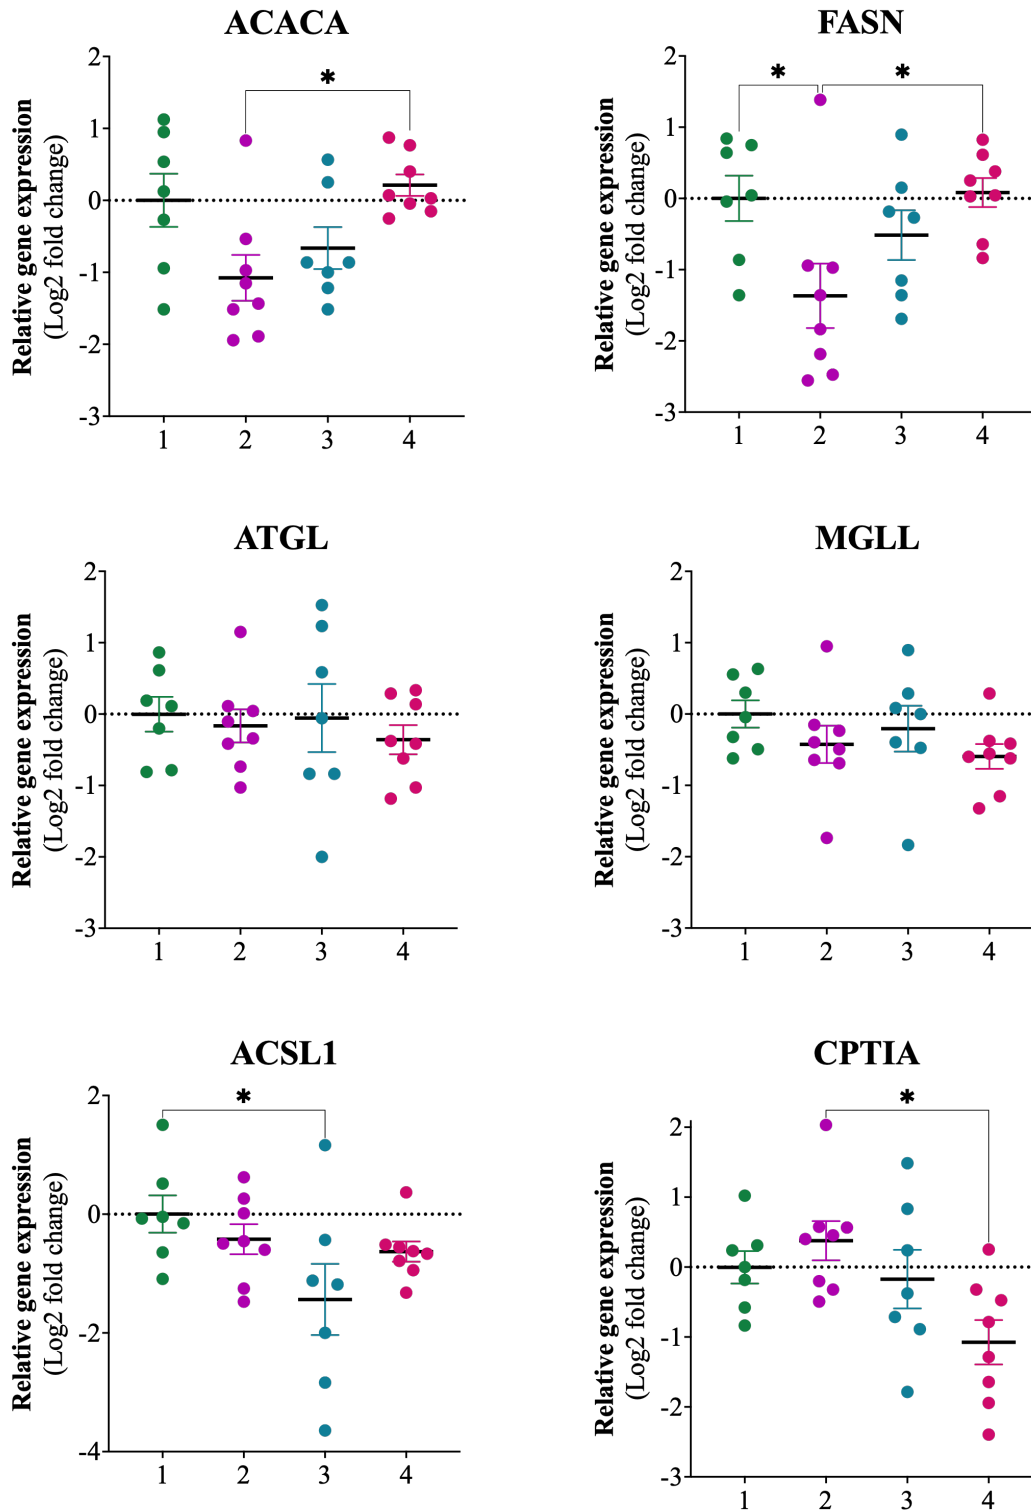 ACACA
Relative gene expression
(Log2 fold change)
2
1
0
-1
-2
-3
*
1 2 3 4
FASN
Relative gene expression
(Log2 fold change)
2
1
0
-1
-2
-3
* *
1 2 3 4
ATGL
Relative gene expression
(Log2 fold change)
2
1
0
-1
-2
-3
1 2 3 4
MGLL
Relative gene expression
(Log2 fold change)
2
1
0
-1
-2
-3
1 2 3 4
ACSL1
Relative gene expression
(Log2 fold change)
2
0
-2
-4
*
1 2 3 4
CPTIA
Relative gene expression
(Log2 fold change)
2
1
0
-1
-2
-3
*
1 2 3 4